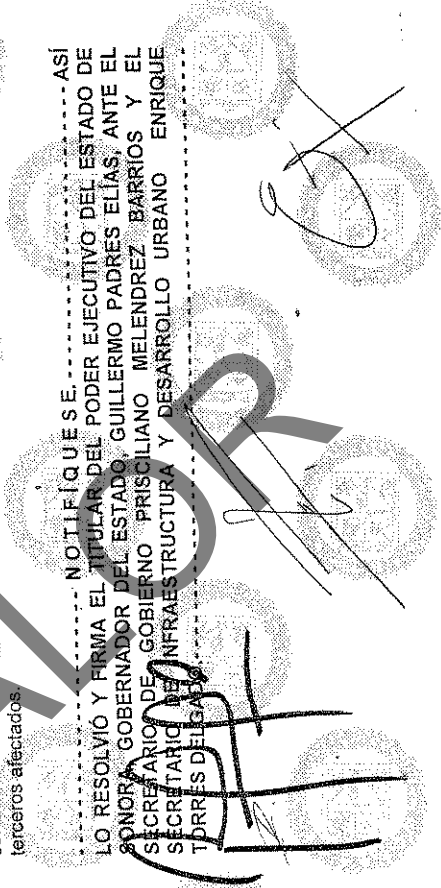 terceros afectados.
---------- N O T I F Í Q U E S E. ---------- ASÍ
LO RESOLVIÓ Y FIRMA EL TITULAR DEL PODER EJECUTIVO DEL ESTADO DE
SONORA, GOBERNADOR DEL ESTADO, GUILLERMO PADRES ELÍAS, ANTE EL
SECRETARIO DE GOBIERNO PRISCILIANO MELENDREZ BARRIOS Y EL
SECRETARIO DE INFRAESTRUCTURA Y DESARROLLO URBANO ENRIQUE
TORRES DELGADO. ----------